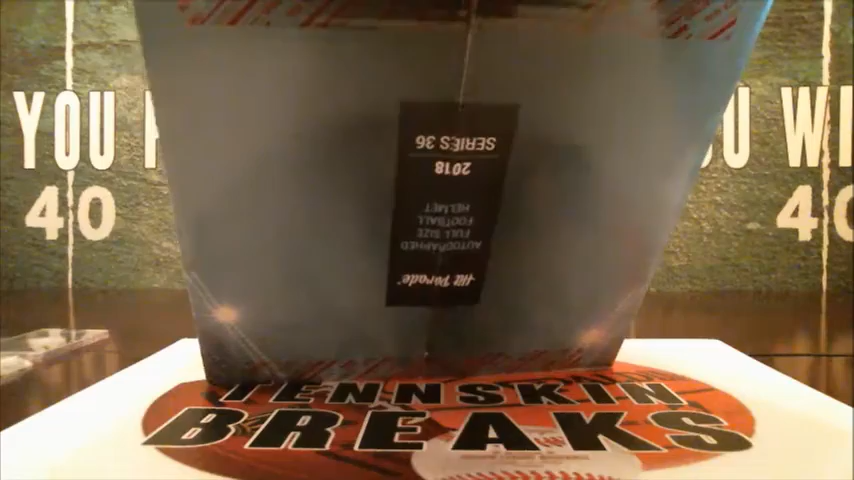 YOU
U WI
40
40
Hit Parade
AUTOGRAPHED
FULL SIZE
FOOTBALL
HELMET
2018
SERIES 36
TENNSKIN
BREAKS